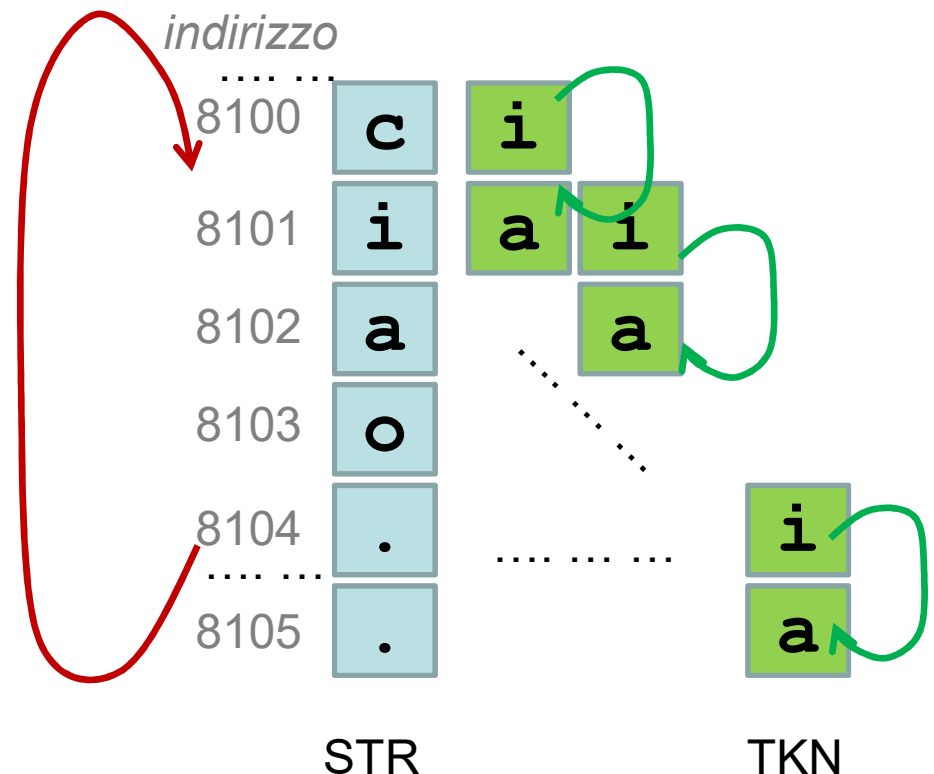 indirizzo
.... ...
8100 c i
8101 i a i
8102 a a
8103 o
8104 . .... ... ... i
.... ...
8105 . a
STR TKN